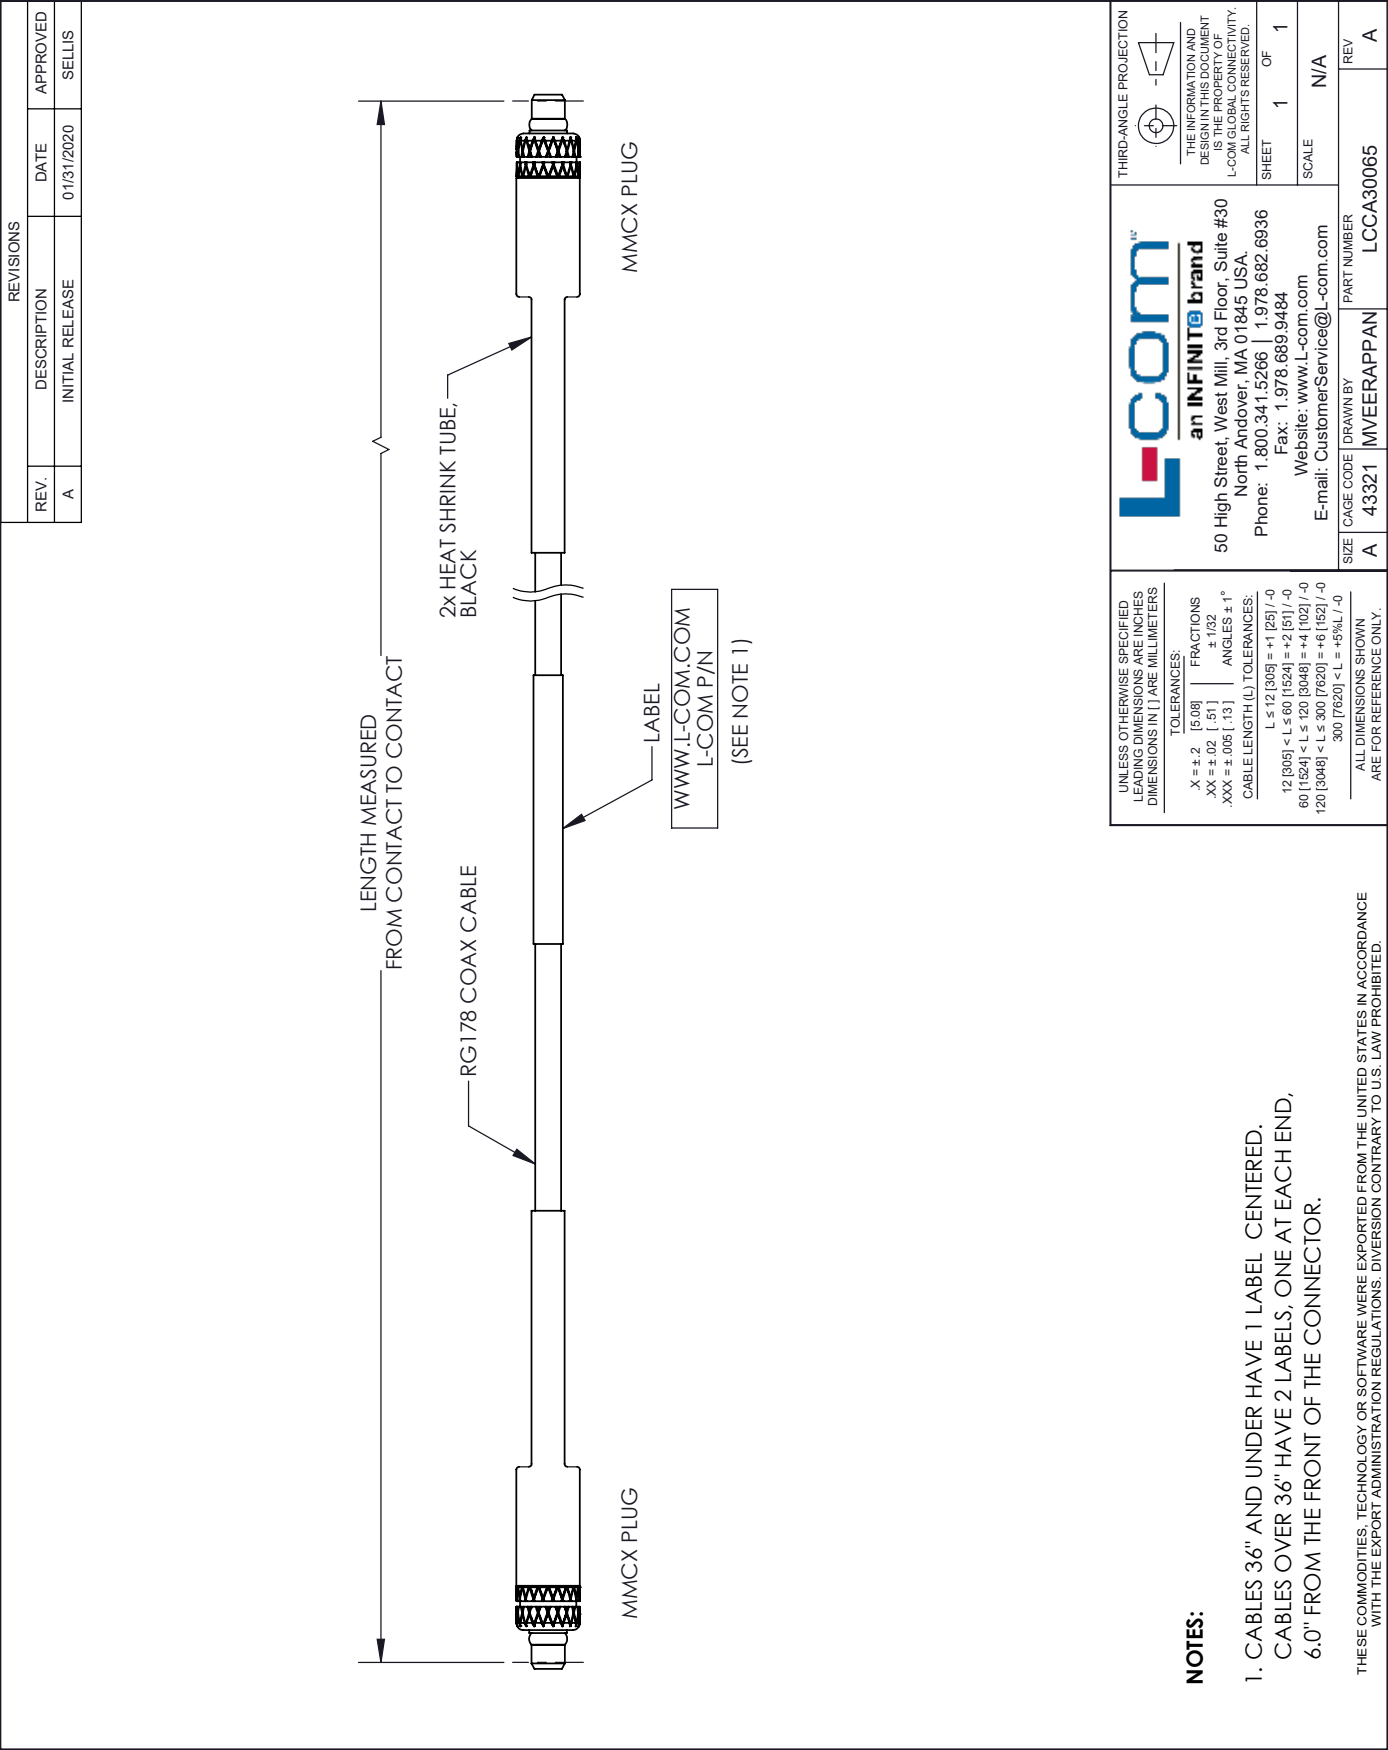 REVISIONS
REV. DESCRIPTION DATE APPROVED
A INITIAL RELEASE 01/31/2020 SELLIS
LENGTH MEASURED
FROM CONTACT TO CONTACT
2x HEAT SHRINK TUBE,
BLACK
RG178 COAX CABLE
MMCX PLUG
MMCX PLUG
LABEL
WWW.L-COM.COM
L-COM P/N
(SEE NOTE 1)
NOTES:
1. CABLES 36" AND UNDER HAVE 1 LABEL CENTERED.
CABLES OVER 36" HAVE 2 LABELS, ONE AT EACH END,
6.0" FROM THE FRONT OF THE CONNECTOR.
THESE COMMODITIES, TECHNOLOGY OR SOFTWARE WERE EXPORTED FROM THE UNITED STATES IN ACCORDANCE
WITH THE EXPORT ADMINISTRATION REGULATIONS. DIVERSION CONTRARY TO U.S. LAW PROHIBITED.
UNLESS OTHERWISE SPECIFIED
LEADING DIMENSIONS ARE INCHES
DIMENSIONS IN [ ] ARE MILLIMETERS
TOLERANCES:
.X = ± .2 [5.08] FRACTIONS
.XX = ± .02 [ .51 ] ± 1/32
.XXX = ± .005 [ .13 ] ANGLES ± 1°
CABLE LENGTH (L) TOLERANCES:
L ≤ 12 [305] = +1 [25] / -0
12 [305] < L ≤ 60 [1524] = +2 [51] / -0
60 [1524] < L ≤ 120 [3048] = +4 [102] / -0
120 [3048] < L ≤ 300 [7620] = +6 [152] / -0
300 [7620] < L = +5%L / -0
ALL DIMENSIONS SHOWN
ARE FOR REFERENCE ONLY.
L-com
an INFINITe brand
50 High Street, West Mill, 3rd Floor, Suite #30
North Andover, MA 01845 USA.
Phone: 1.800.341.5266 | 1.978.682.6936
Fax: 1.978.689.9484
Website: www.L-com.com
E-mail: CustomerService@L-com.com
THIRD-ANGLE PROJECTION
THE INFORMATION AND
DESIGN IN THIS DOCUMENT
IS THE PROPERTY OF
L-COM GLOBAL CONNECTIVITY.
ALL RIGHTS RESERVED.
SHEET 1 OF 1
SCALE N/A
SIZE CAGE CODE DRAWN BY PART NUMBER REV
A 43321 MVEERAPPAN LCCA30065 A